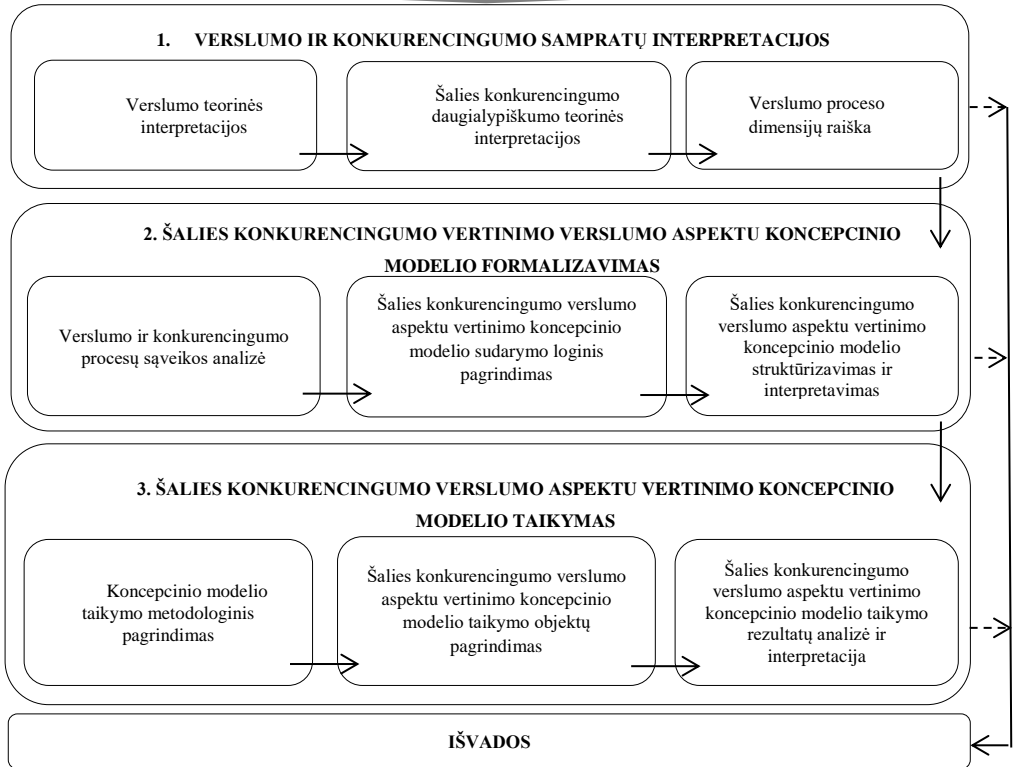 1. VERSLUMO IR KONKURENCINGUMO SAMPRATŲ INTERPRETACIJOS
Verslumo teorinės
interpretacijos
Šalies konkurencingumo
daugialypiškumo teorinės
interpretacijos
Verslumo proceso
dimensijų raiška
2. ŠALIES KONKURENCINGUMO VERTINIMO VERSLUMO ASPEKTU KONCEPCINIO
MODELIO FORMALIZAVIMAS
Verslumo ir konkurencingumo
procesų sąveikos analizė
Šalies konkurencingumo verslumo
aspektu vertinimo koncepcinio
modelio sudarymo loginis
pagrindimas
Šalies konkurencingumo
verslumo aspektu vertinimo
koncepcinio modelio
struktūrizavimas ir
interpretavimas
3. ŠALIES KONKURENCINGUMO VERSLUMO ASPEKTU VERTINIMO KONCEPCINIO
MODELIO TAIKYMAS
Koncepcinio modelio
taikymo metodologinis
pagrindimas
Šalies konkurencingumo verslumo
aspektu vertinimo koncepcinio
modelio taikymo objektų
pagrindimas
Šalies konkurencingumo
verslumo aspektu vertinimo
koncepcinio modelio taikymo
rezultatų analizė ir
interpretacija
IŠVADOS